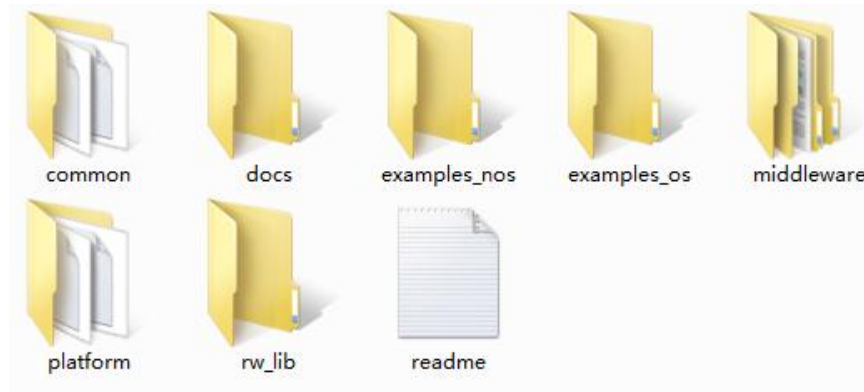 common docs examples_nos examples_os middleware
platform rw_lib readme